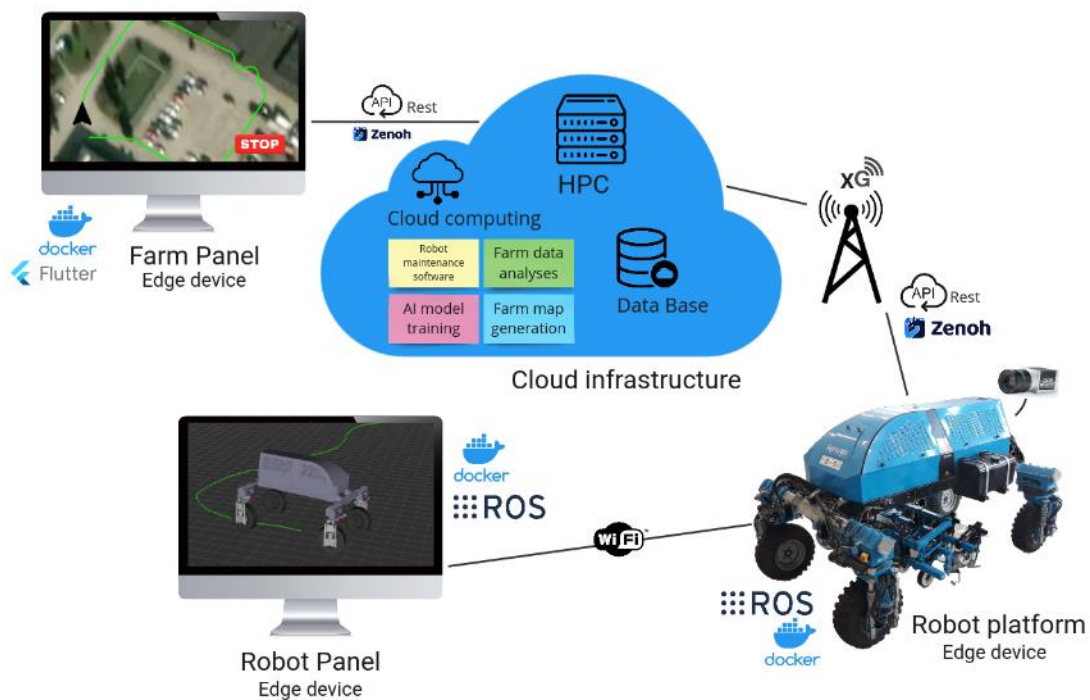 STOP
docker
Flutter
Farm Panel
Edge device
API
Rest
Zenoh
HPC
Cloud computing
Robot
maintenance
software
Farm data
analyses
AI model
training
Farm map
generation
Data Base
Cloud infrastructure
XG
API
Rest
Zenoh
docker
ROS
Robot Panel
Edge device
WiFi
ROS
docker
Robot platform
Edge device